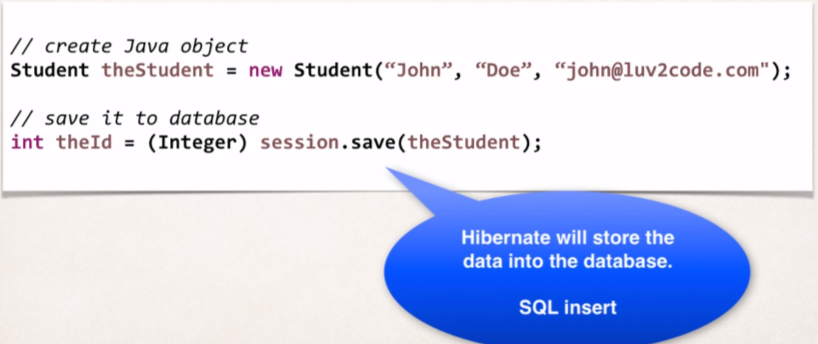 // create Java object
Student theStudent = new Student(“John”, “Doe”, “john@luv2code.com");
// save it to database
int theId = (Integer) session.save(theStudent);
Hibernate will store the
data into the database.
SQL insert